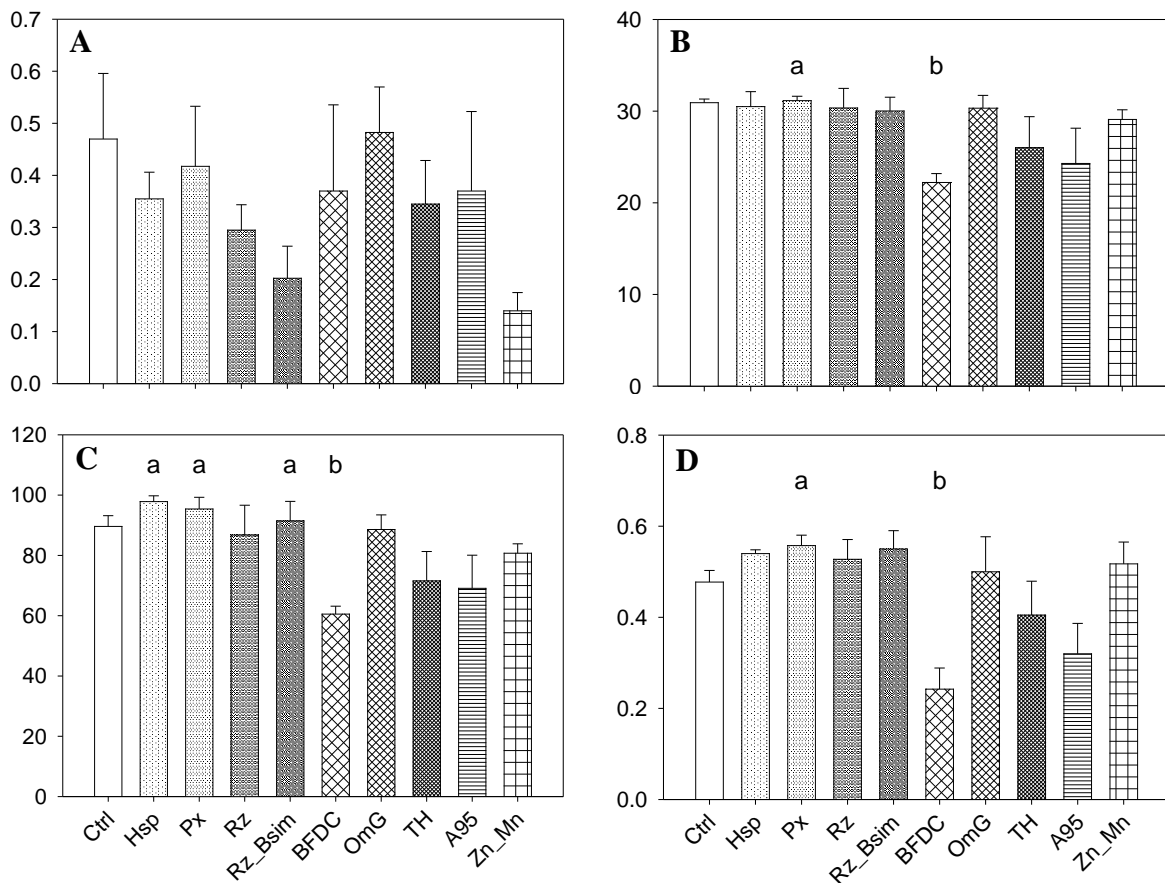 A
0.7
0.6
0.5
0.4
0.3
0.2
0.1
0.0
B
a b
40
30
20
10
0
C
a a a b
120
100
80
60
40
20
0
Ctrl Hsp Px Rz Rz_Bsim BFDC OmG TH A95 Zn_Mn
D
a b
0.8
0.6
0.4
0.2
0.0
Ctrl Hsp Px Rz Rz_Bsim BFDC OmG TH A95 Zn_Mn